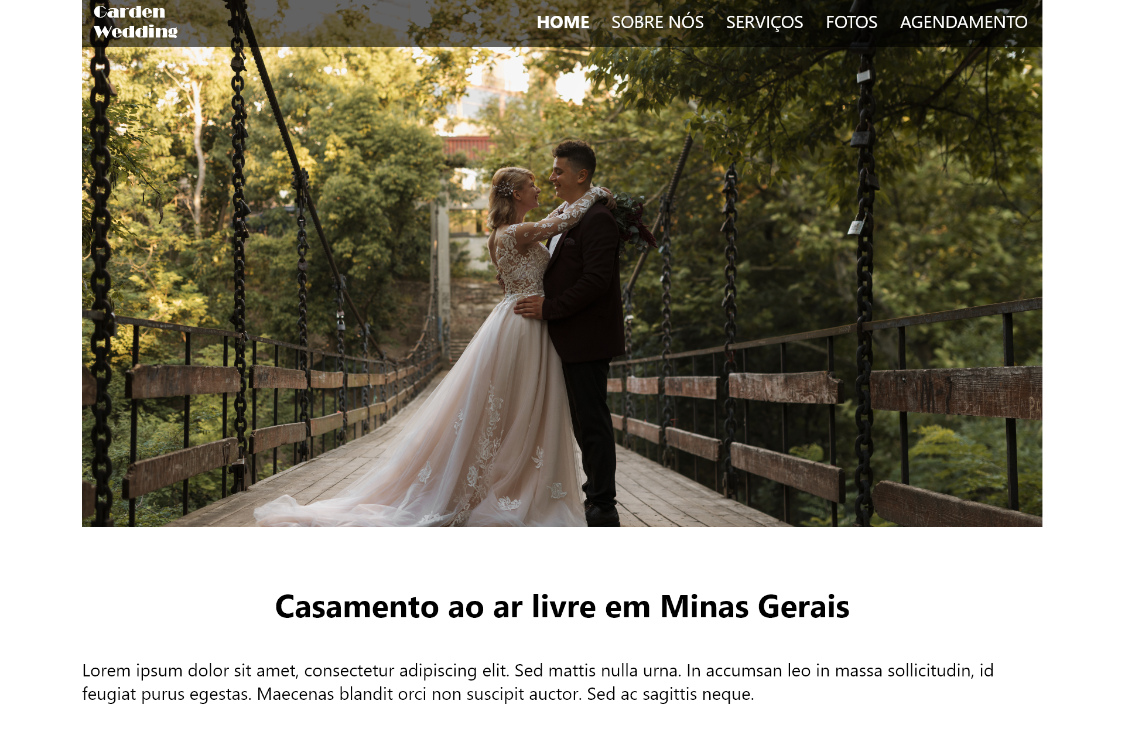 Garden
Wedding
HOME SOBRE NÓS SERVIÇOS FOTOS AGENDAMENTO
Casamento ao ar livre em Minas Gerais
Lorem ipsum dolor sit amet, consectetur adipiscing elit. Sed mattis nulla urna. In accumsan leo in massa sollicitudin, id
feugiat purus egestas. Maecenas blandit orci non suscipit auctor. Sed ac sagittis neque.